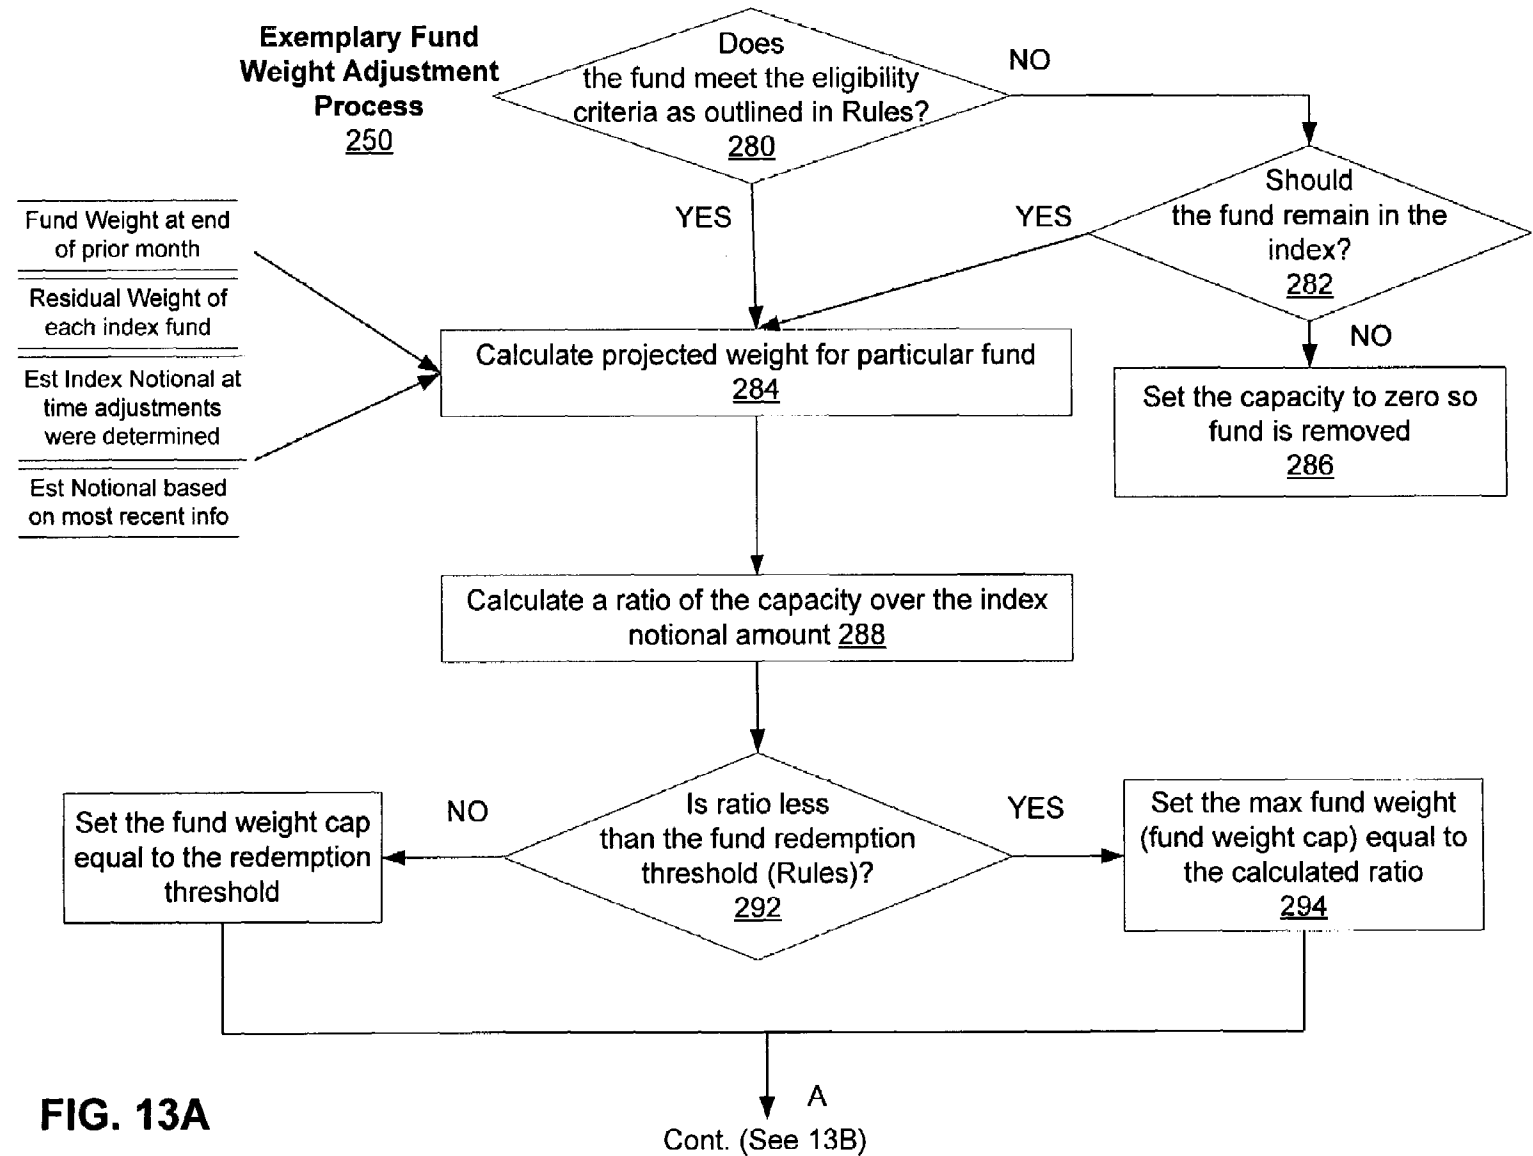 Exemplary Fund
Weight Adjustment
Process
250
Does
the fund meet the eligibility
criteria as outlined in Rules?
280
NO
YES
Should
the fund remain in the
index?
282
YES
NO
Set the capacity to zero so
fund is removed
286
Fund Weight at end
of prior month
Residual Weight of
each index fund
Est Index Notional at
time adjustments
were determined
Est Notional based
on most recent info
Calculate projected weight for particular fund
284
Calculate a ratio of the capacity over the index
notional amount 288
Is ratio less
than the fund redemption
threshold (Rules)?
292
NO
Set the fund weight cap
equal to the redemption
threshold
YES
Set the max fund weight
(fund weight cap) equal to
the calculated ratio
294
A
Cont. (See 13B)
FIG. 13A